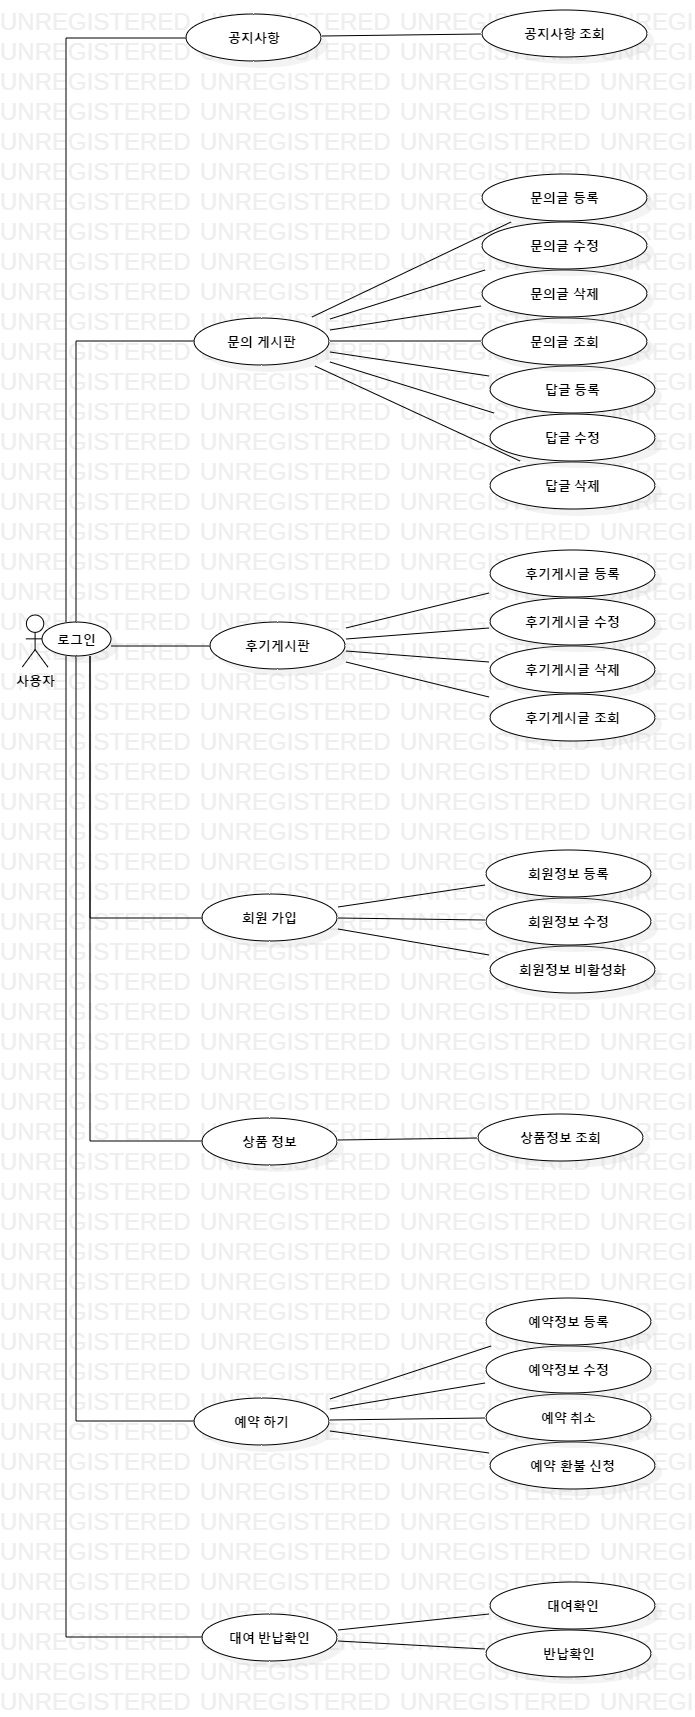 공지사항
공지사항 조회
문의글 등록
문의글 수정
문의글 삭제
문의 게시판
문의글 조회
답글 등록
답글 수정
답글 삭제
후기게시글 등록
후기게시글 수정
로그인
후기게시판
후기게시글 삭제
사용자
후기게시글 조회
회원정보 등록
회원 가입
회원정보 수정
회원정보 비활성화
상품 정보
상품정보 조회
예약정보 등록
예약정보 수정
예약 하기
예약 취소
예약 환불 신청
대여확인
대여 반납확인
반납확인
UNREGISTERED